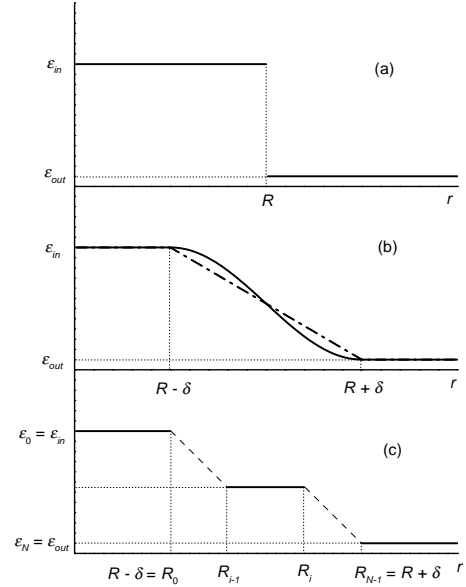 ε_in
(a)
ε_out
R
r
ε_in
(b)
ε_out
R - δ
R + δ
r
ε_0 = ε_in
(c)
ε_N = ε_out
R - δ = R_0
R_i-1
R_i
R_N-1 = R + δ
r